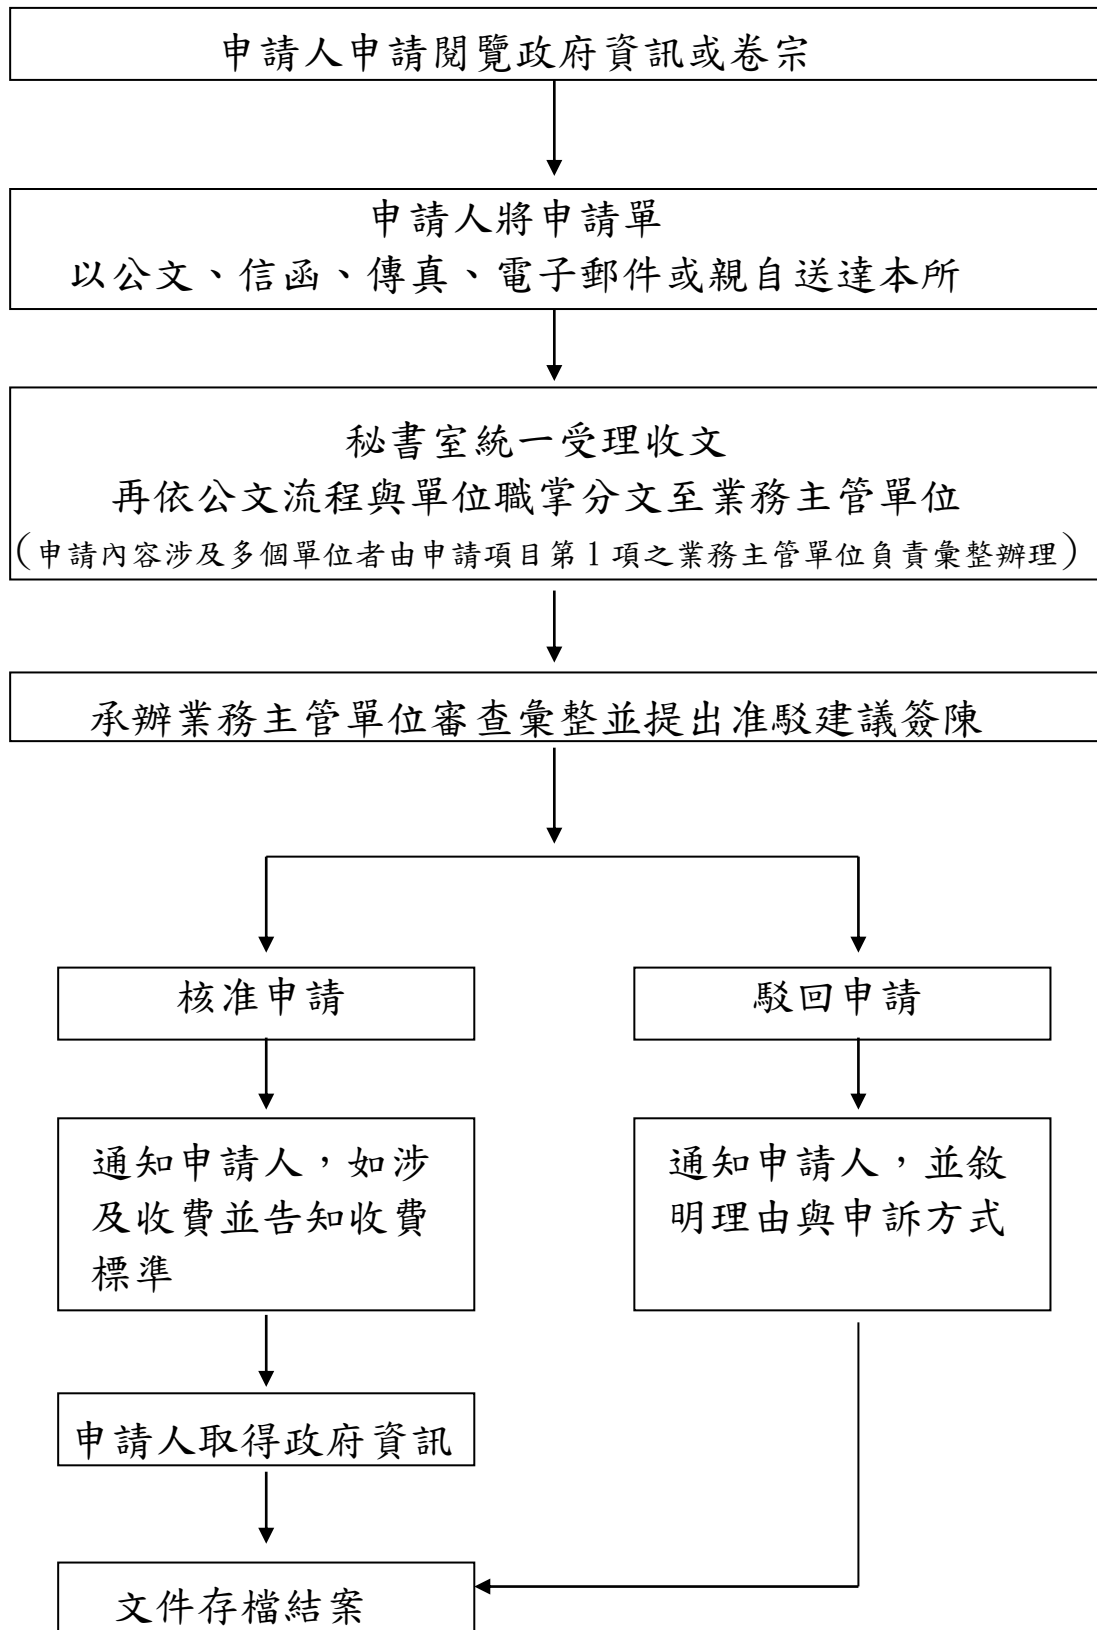 申請人申請閱覽政府資訊或卷宗
申請人將申請單
以公文、信函、傳真、電子郵件或親自送達本所
秘書室統一受理收文
再依公文流程與單位職掌分文至業務主管單位
(申請內容涉及多個單位者由申請項目第1項之業務主管單位負責彙整辦理)
承辦業務主管單位審查彙整並提出准駁建議簽陳
核准申請
駁回申請
通知申請人，如涉
及收費並告知收費
標準
通知申請人，並敘
明理由與申訴方式
申請人取得政府資訊
文件存檔結案